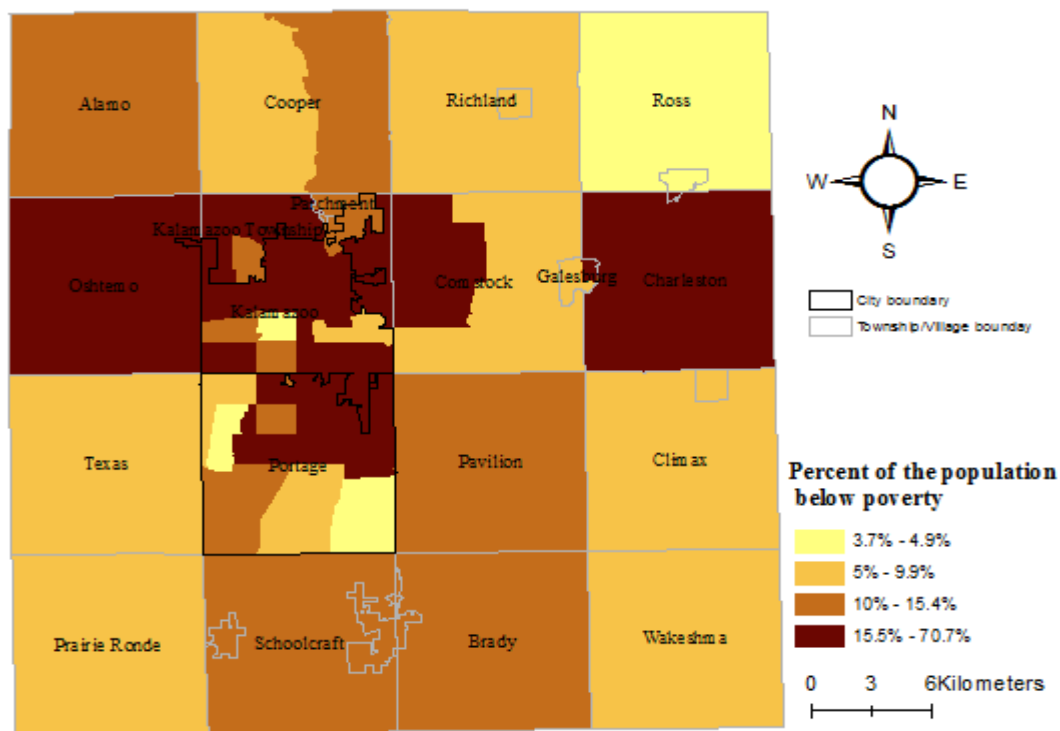 Alamo
Cooper
Richland
Ross
Parchment
Kalamazoo Township
Oshtemo
Comstock
Galesburg
Charleston
Kalamazoo
Texas
Portage
Pavilion
Climax
Prairie Ronde
Schoolcraft
Brady
Wakeshma
N
W
E
S
City boundary
Township/Village bounday
Percent of the population
below poverty
3.7% - 4.9%
5% - 9.9%
10% - 15.4%
15.5% - 70.7%
0 3 6Kilometers